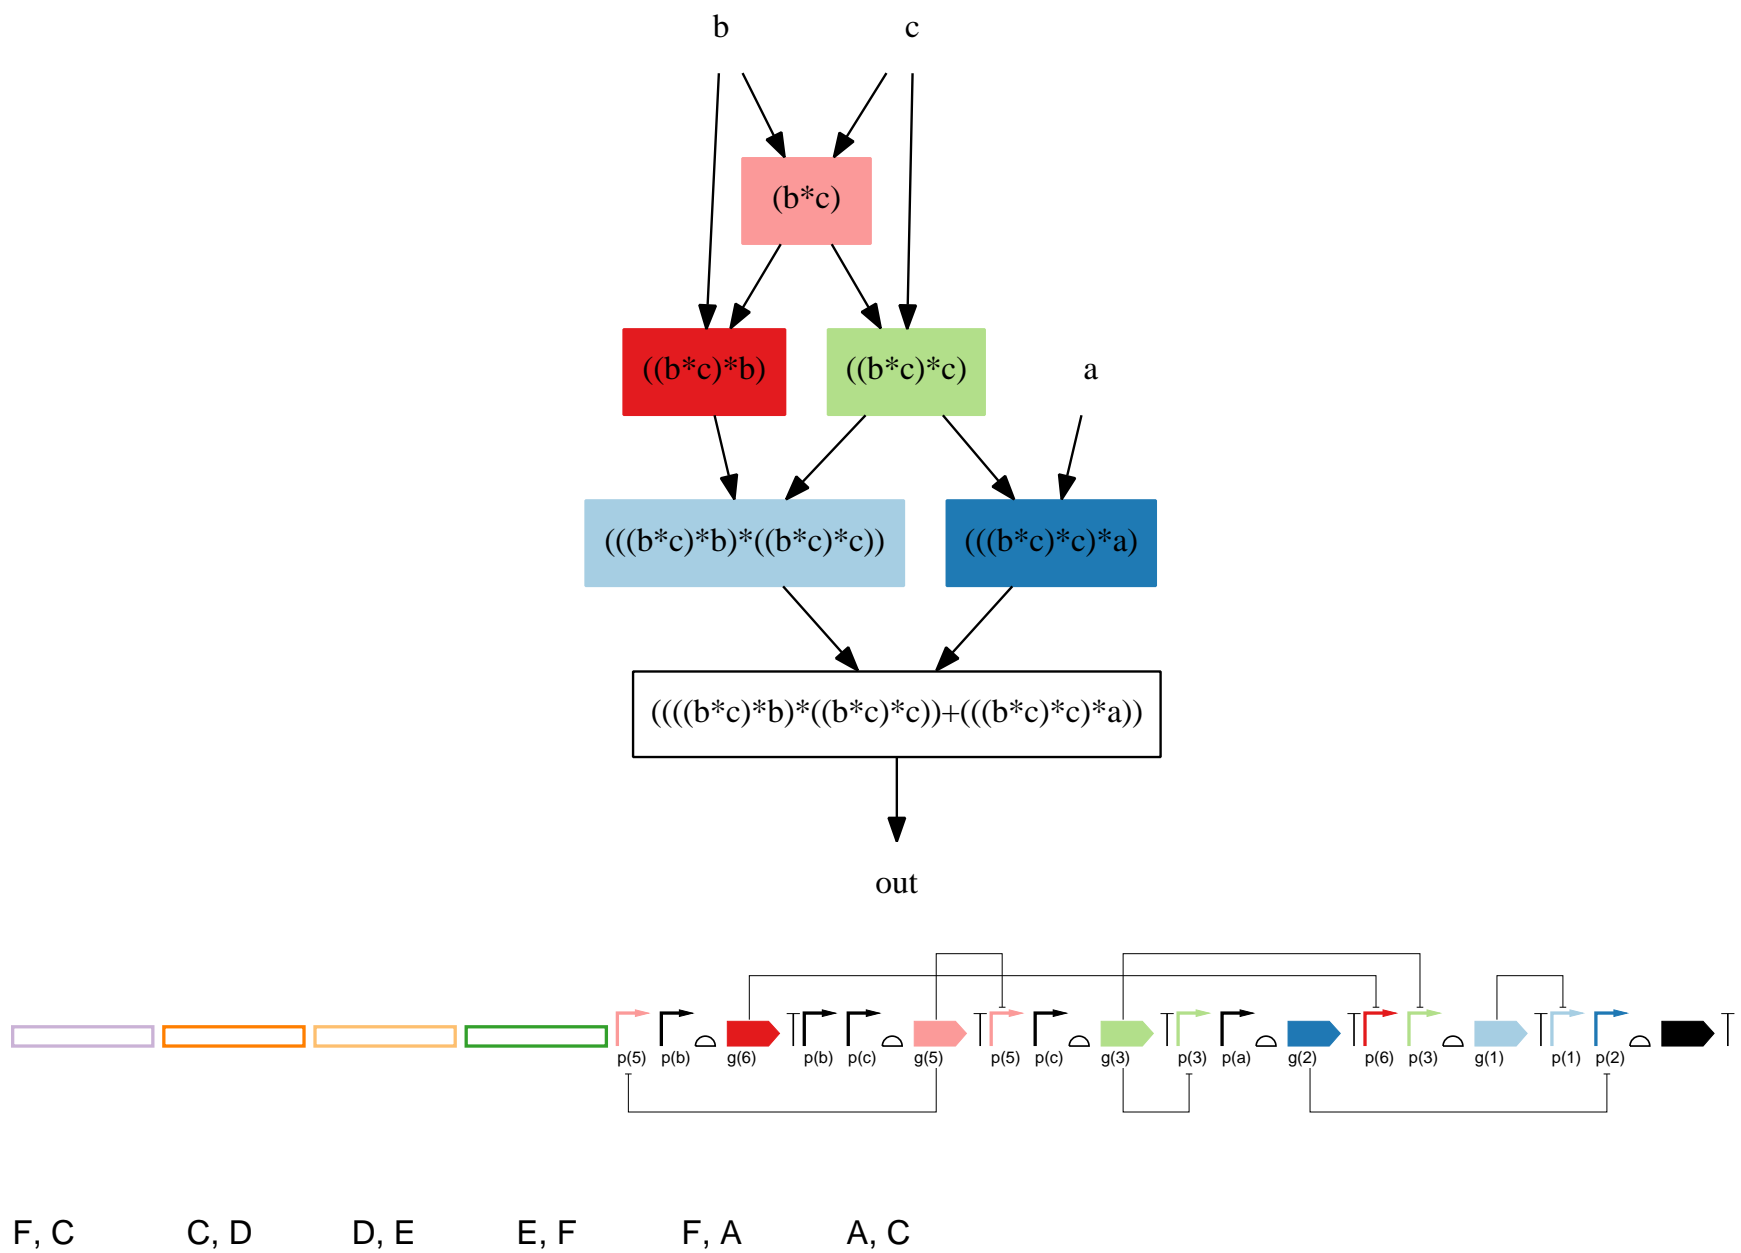 b c
(b*c)
((b*c)*b) ((b*c)*c) a
(((b*c)*b)*((b*c)*c)) (((b*c)*c)*a)
((((b*c)*b)*((b*c)*c))+(((b*c)*c)*a))
out
p(5) p(b) g(6) p(b) p(c) g(5) p(5) p(c) g(3) p(3) p(a) g(2) p(6) p(3) g(1) p(1) p(2)
F, C C, D D, E E, F F, A A, C